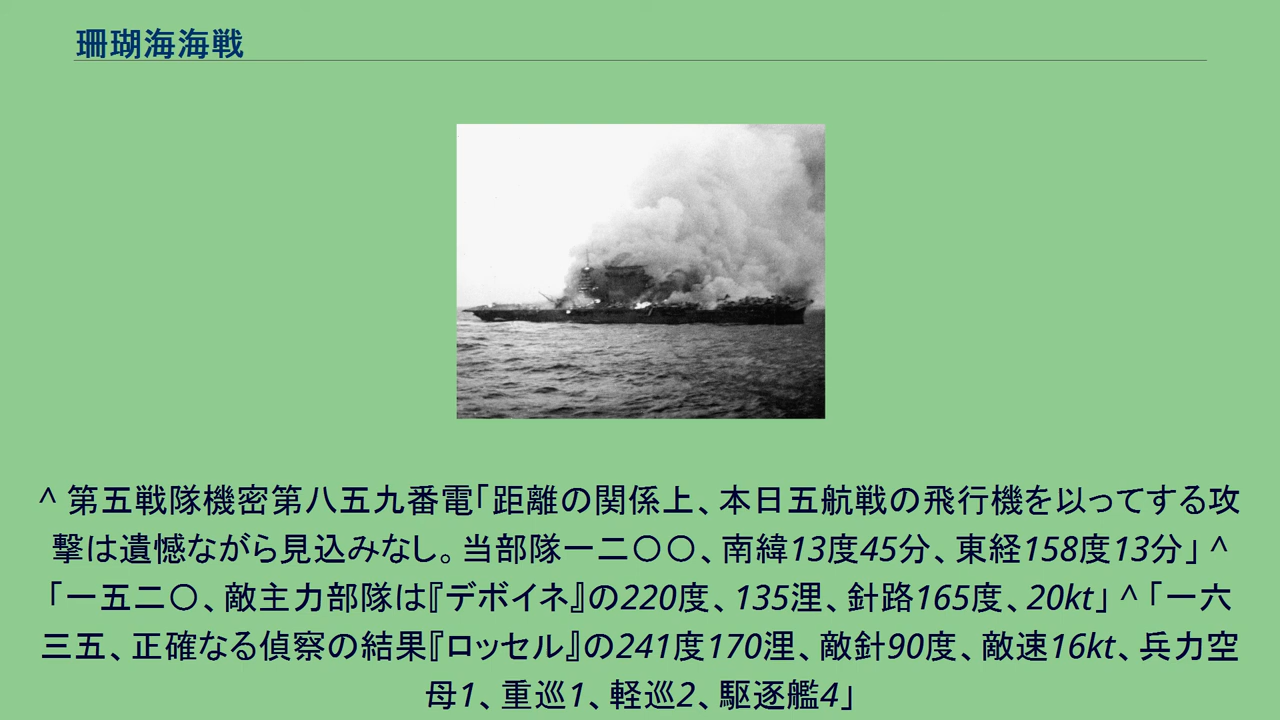 珊瑚海海戦
^ 第五戦隊機密第八五九番電「距離の関係上、本日五航戦の飛行機を以ってする攻
撃は遺憾ながら見込みなし。当部隊一二〇〇、南緯13度45分、東経158度13分」 ^
「一五二〇、敵主力部隊は『デボイネ』の220度、135浬、針路165度、20kt」 ^ 「一六
三五、正確なる偵察の結果『ロッセル』の241度170浬、敵針90度、敵速16kt、兵力空
母1、重巡1、軽巡2、駆逐艦4」